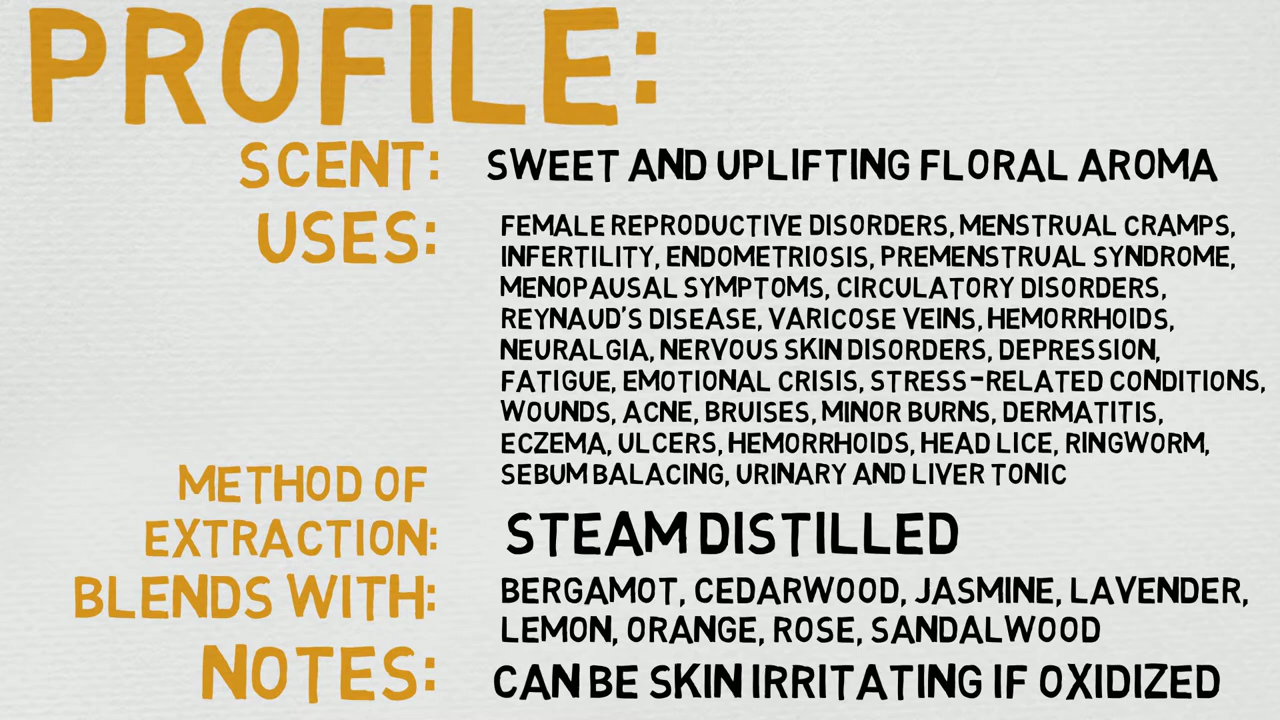 PROFILE:
SCENT: SWEET AND UPLIFTING FLORAL AROMA
USES: FEMALE REPRODUCTIVE DISORDERS, MENSTRUAL CRAMPS,
INFERTILITY, ENDOMETRIOSIS, PREMENSTRUAL SYNDROME,
MENOPAUSAL SYMPTOMS, CIRCULATORY DISORDERS,
REYNAUD'S DISEASE, VARICOSE VEINS, HEMORRHOIDS,
NEURALGIA, NERVOUS SKIN DISORDERS, DEPRESSION,
FATIGUE, EMOTIONAL CRISIS, STRESS-RELATED CONDITIONS,
WOUNDS, ACNE, BRUISES, MINOR BURNS, DERMATITIS,
ECZEMA, ULCERS, HEMORRHOIDS, HEAD LICE, RINGWORM,
SEBUM BALACING, URINARY AND LIVER TONIC
METHOD OF
EXTRACTION: STEAM DISTILLED
BLENDS WITH: BERGAMOT, CEDARWOOD, JASMINE, LAVENDER,
LEMON, ORANGE, ROSE, SANDALWOOD
NOTES: CAN BE SKIN IRRITATING IF OXIDIZED